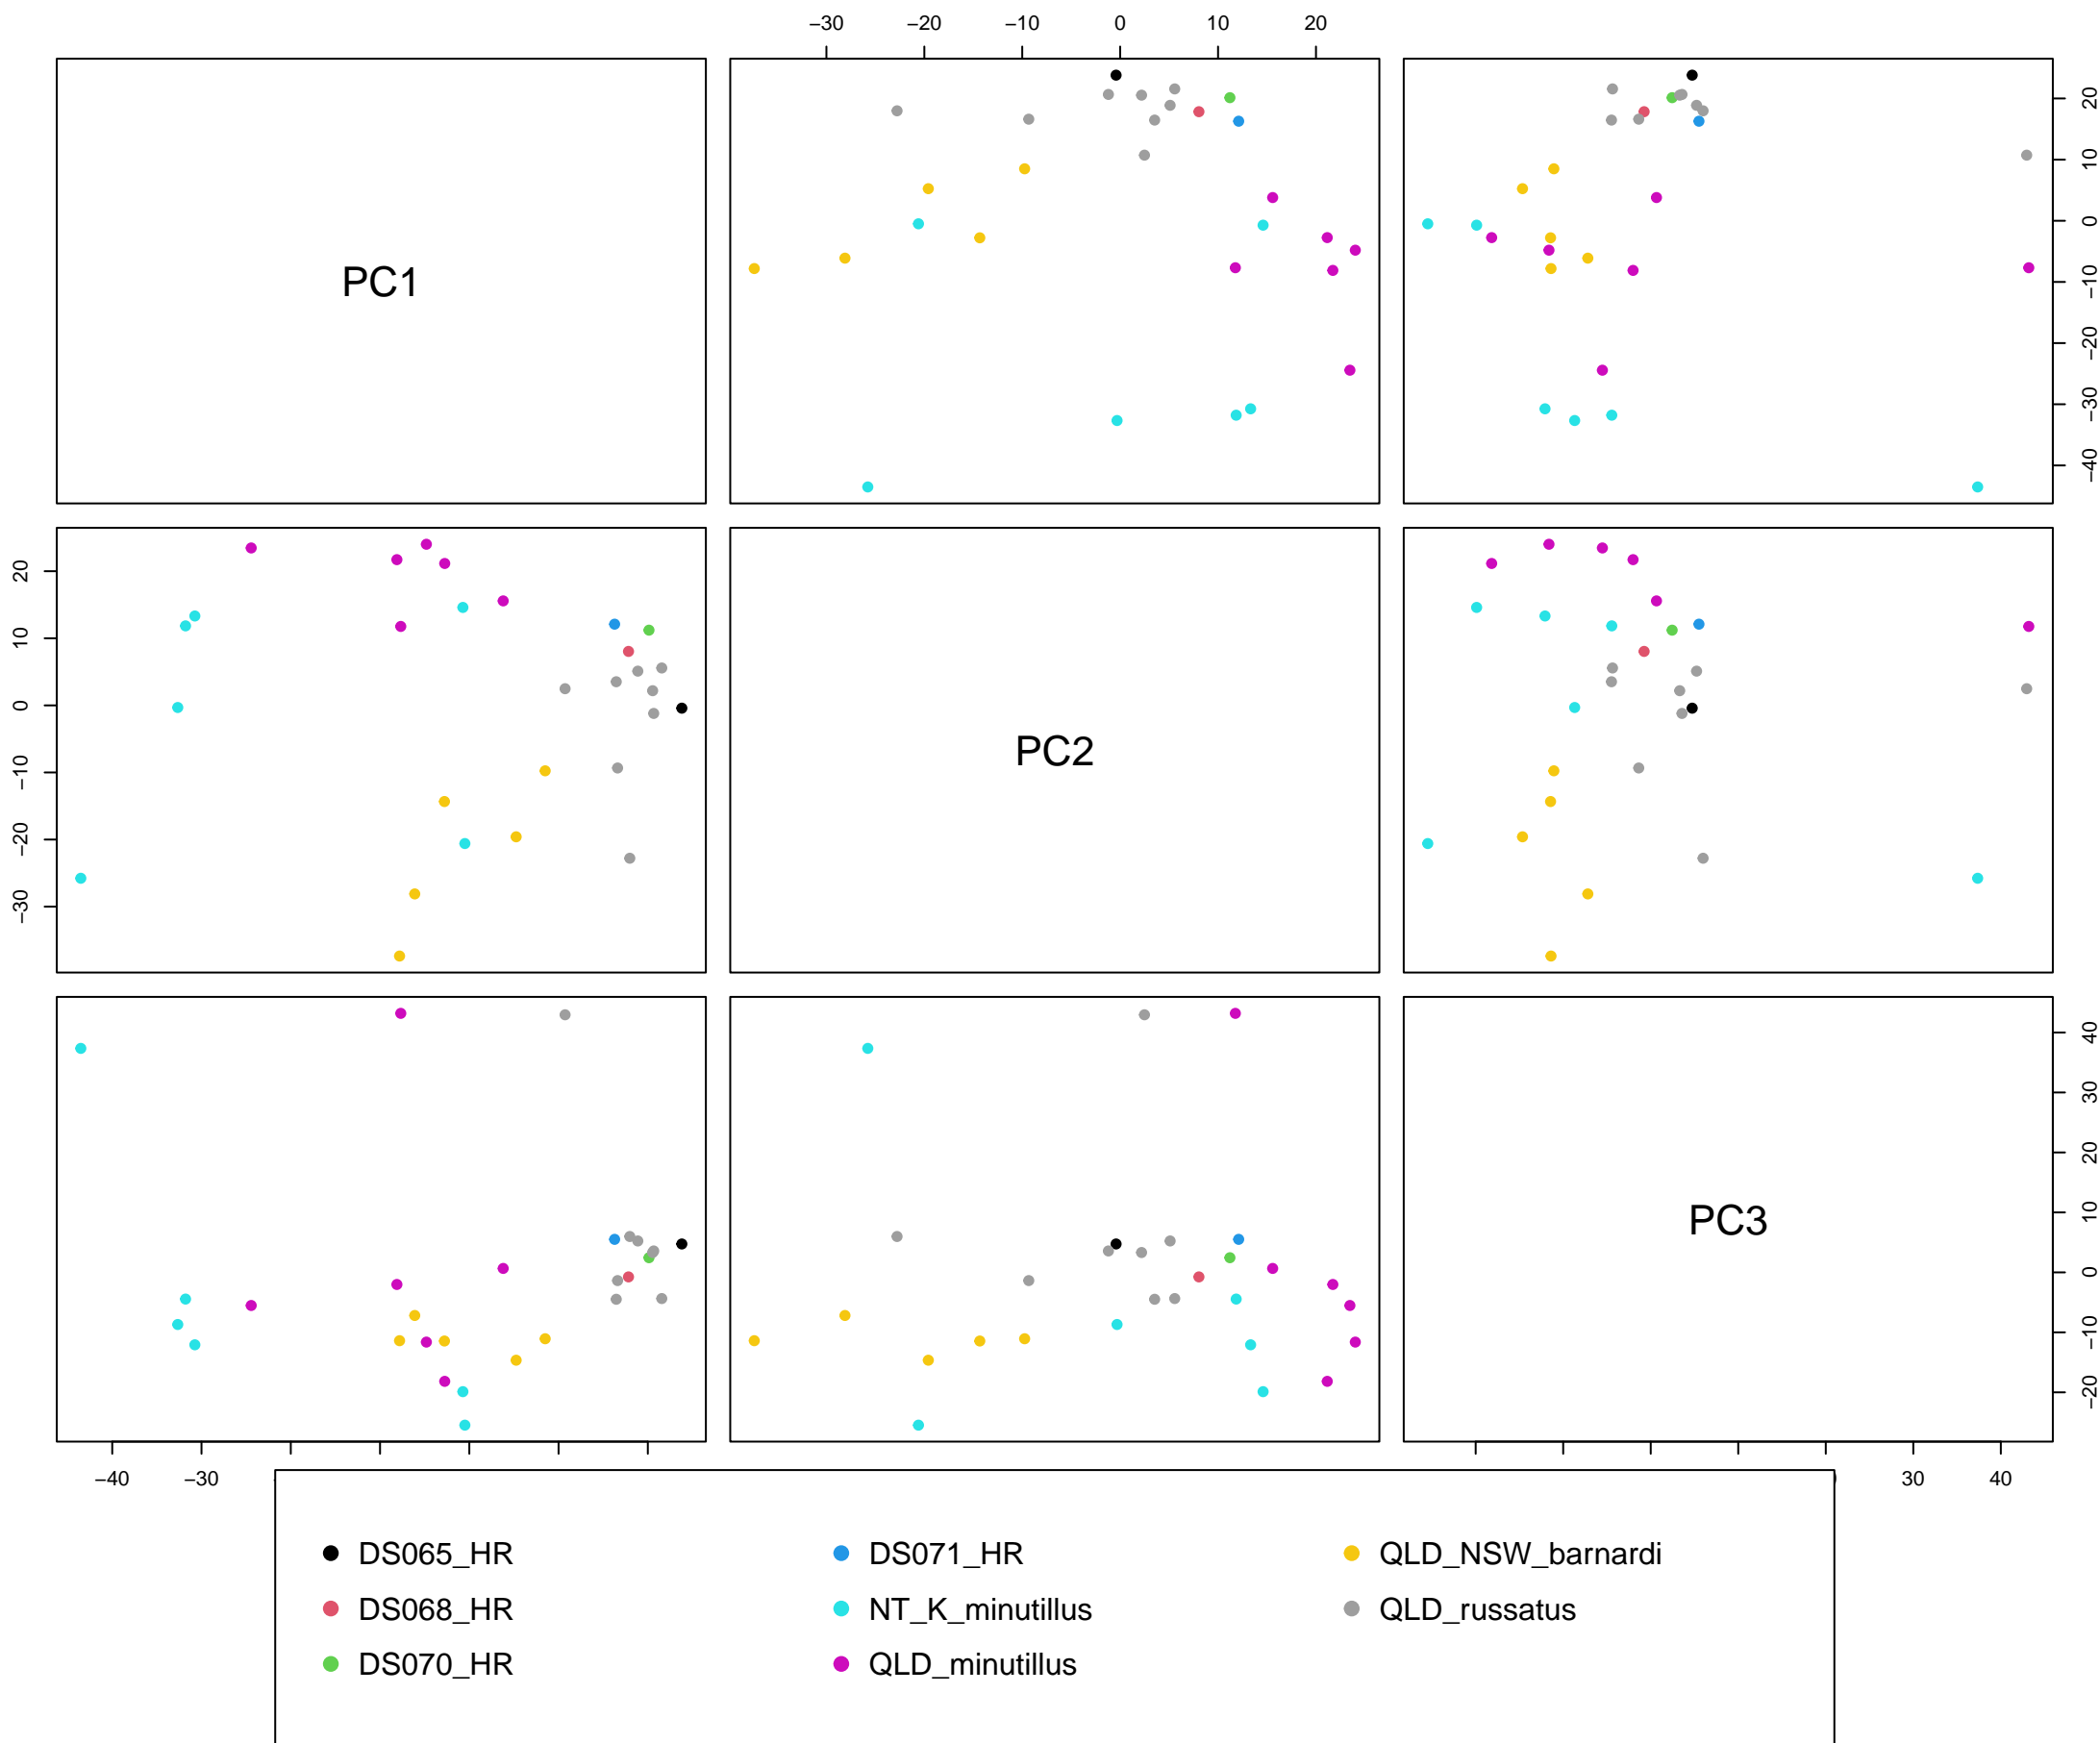 −30 −20 −10 0 10 20
PC1
20
10
0
−10
−20
−30
−40
20
10
0
−10
−20
−30
PC2
PC3
40
30
20
10
0
−10
−20
−40 −30 30 40
DS065_HR DS071_HR QLD_NSW_barnardi
DS068_HR NT_K_minutillus QLD_russatus
DS070_HR QLD_minutillus